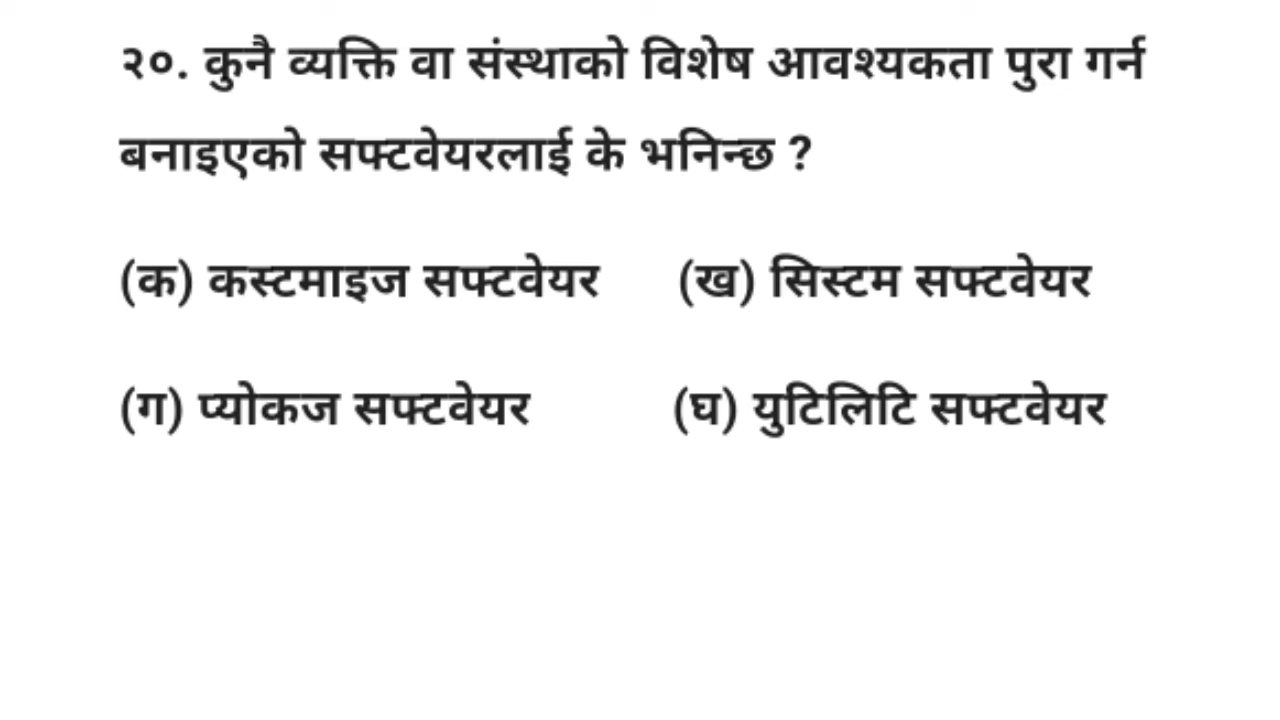 २०. कुनै व्यक्ति वा संस्थाको विशेष आवश्यकता पुरा गर्न
बनाइएको सफ्टवेयरलाई के भनिन्छ ?
(क) कस्टमाइज सफ्टवेयर (ख) सिस्टम सफ्टवेयर
(ग) प्योकज सफ्टवेयर (घ) युटिलिटि सफ्टवेयर